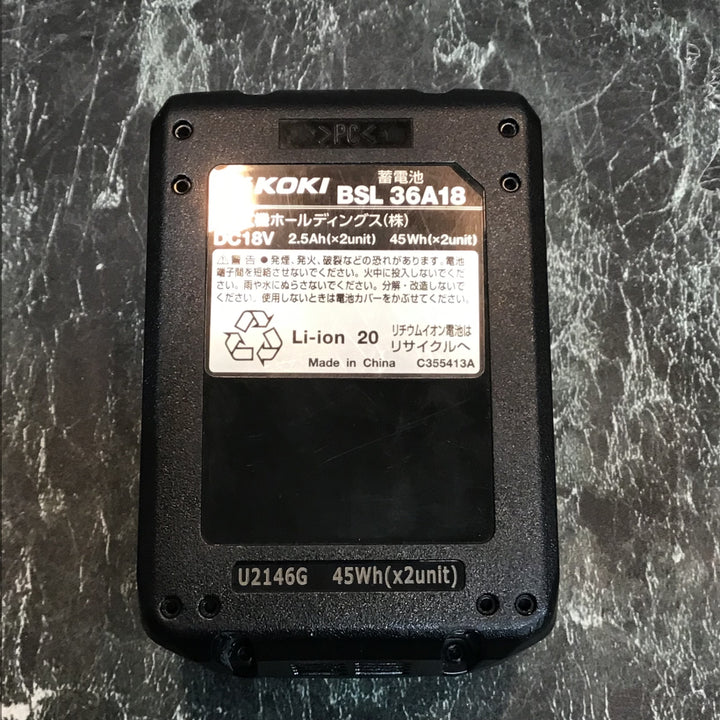 >PC<
KOKI 蓄電池
BSL 36A18
機ホールディングス(株)
DC18V 2.5Ah(×2unit) 45Wh(×2unit)
⚠警告 ●発煙、発火、破裂などの恐れがあります。電池
端子間を短絡させないでください。火中に投入しないでくだ
さい。雨や水にぬらさないでください。分解・改造しないで
ください。使用しないときは電池カバーをかぶせてください。
Li-ion 20 リチウムイオン電池は
リサイクルへ
Made in China C355413A
U2146G 45Wh(x2unit)